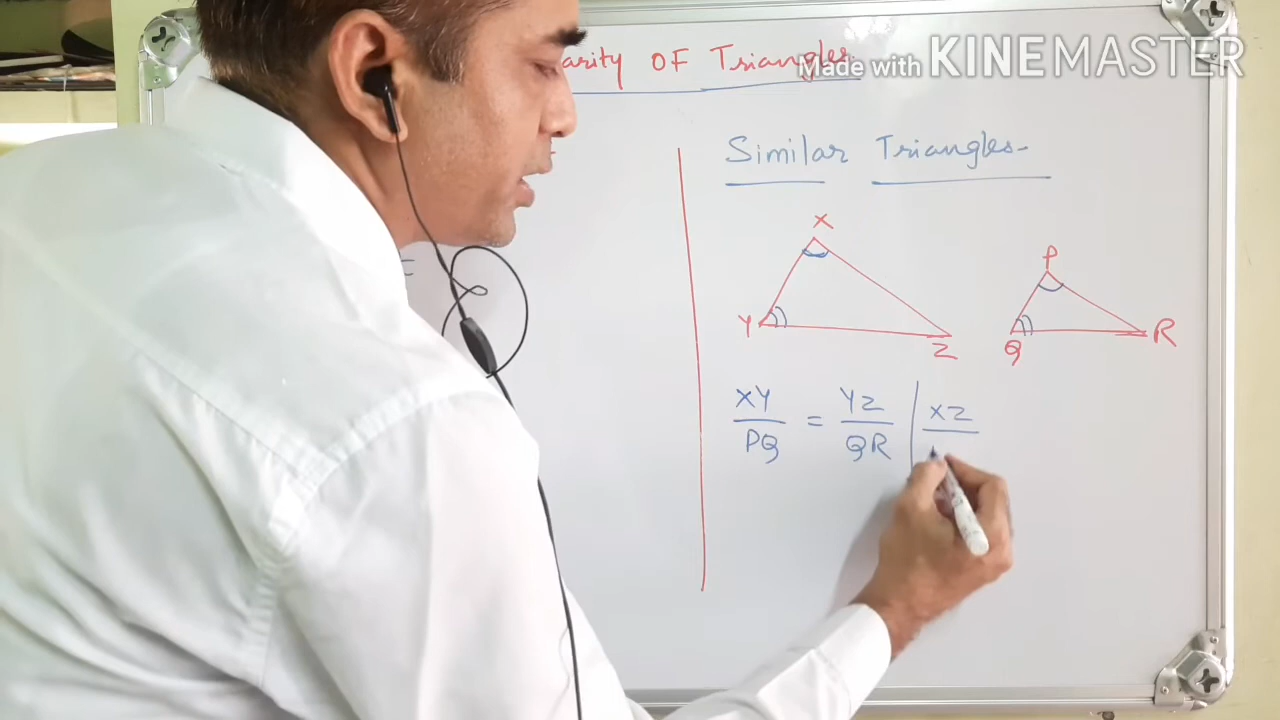 arity OF Triangles
Made with KINEMASTER
Similar Triangles-
X
P
Y
Z
Q
R
XY/PQ = YZ/QR | XZ/
=